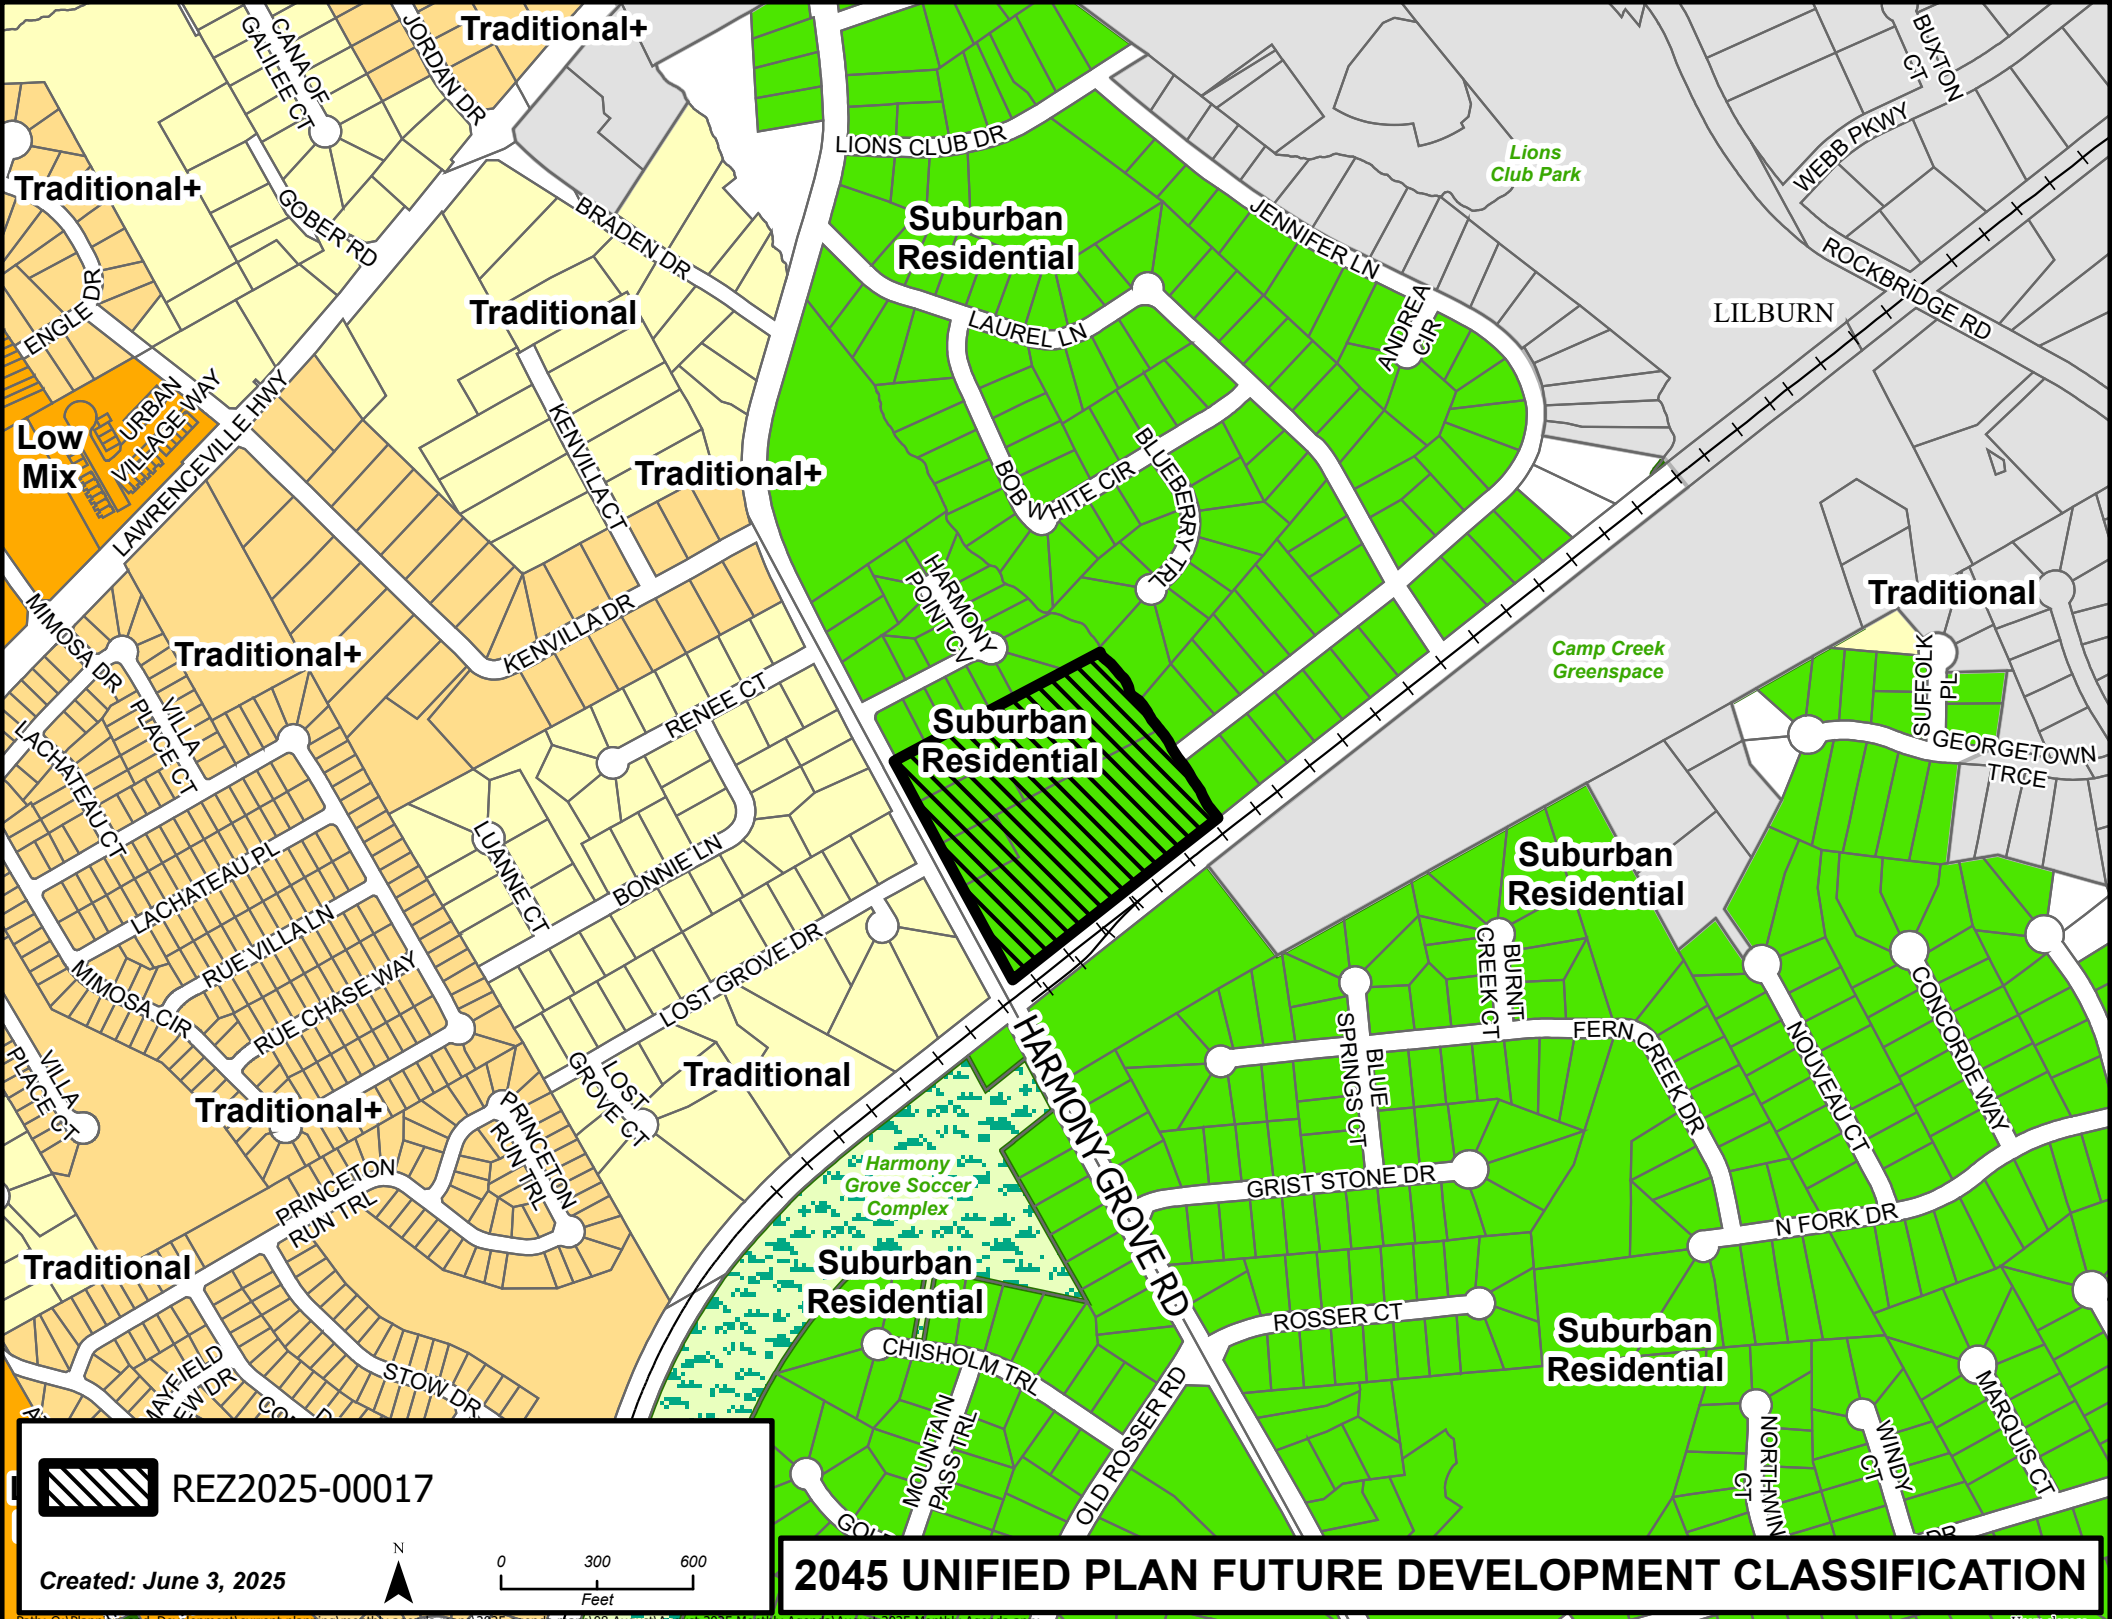 Traditional+
CANA OF
GALILEE CT
JORDAN DR
BUXTON
CT
WEBB PKWY
LIONS CLUB DR
Lions
Club Park
Traditional+
GOBER RD
BRADEN DR
Suburban
Residential
JENNIFER LN
ROCKBRIDGE RD
ENGLE DR
Traditional
LAUREL LN
ANDREA
CIR
LILBURN
URBAN
VILLAGE WAY
LAWRENCEVILLE HWY
Low
Mix
KENVILLA CT
Traditional+
BOB WHITE CIR
BLUEBERRY TRL
HARMONY
POINT CV
MIMOSA DR
KENVILLA DR
Traditional+
Camp Creek
Greenspace
Traditional
SUFFOLK
PL
VILLA
PLACE CT
RENEE CT
Suburban
Residential
GEORGETOWN
TRCE
LACHATEAU CT
LACHATEAU PL
LUANNE CT
BONNIE LN
Suburban
Residential
RUE VILLA LN
RUE CHASE WAY
MIMOSA CIR
LOST GROVE DR
BURNT
CREEK CT
FERN CREEK DR
CONCORDE WAY
NOUVEAU CT
BLUE
SPRINGS CT
HARMONY GROVE RD
VILLA
PLACE CT
LOST
GROVE CT
Traditional
Traditional+
PRINCETON
RUN TRL
PRINCETON
RUN TRL
Harmony
Grove Soccer
Complex
GRIST STONE DR
N FORK DR
Traditional
Suburban
Residential
ROSSER CT
Suburban
Residential
CHISHOLM TRL
STOW DR
MOUNTAIN
PASS TRL
OLD ROSSER RD
MARQUIS CT
WINDY
CT
NORTHWIN
CT
DR
REZ2025-00017
Created: June 3, 2025
N
0 300 600
Feet
2045 UNIFIED PLAN FUTURE DEVELOPMENT CLASSIFICATION